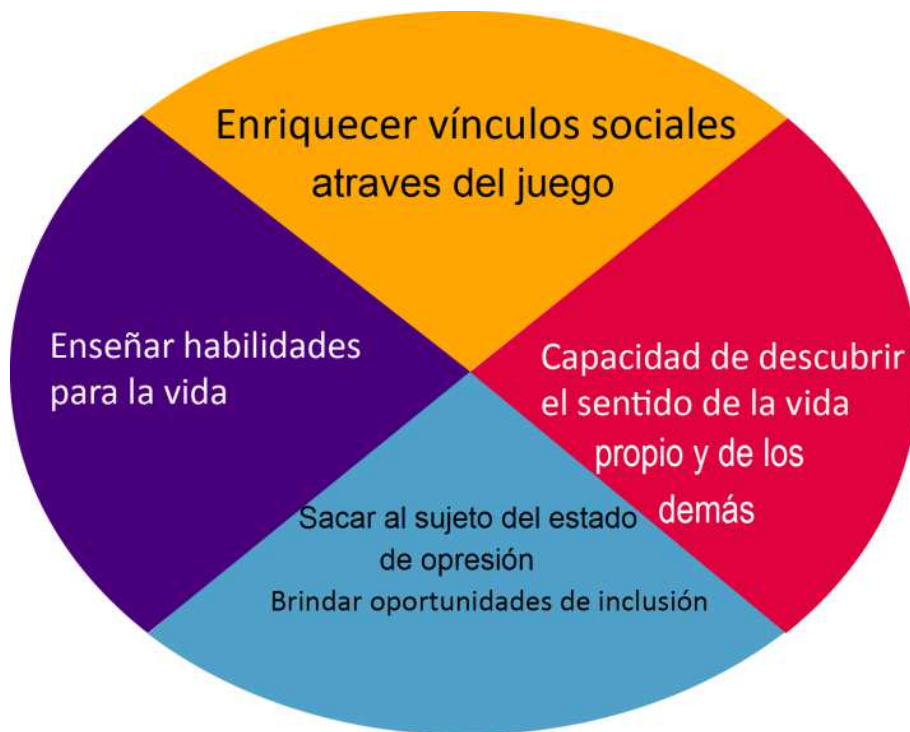 Enriquecer vínculos sociales
atraves del juego
Enseñar habilidades
para la vida
Capacidad de descubrir
el sentido de la vida
propio y de los
demás
Sacar al sujeto del estado
de opresión
Brindar oportunidades de inclusión